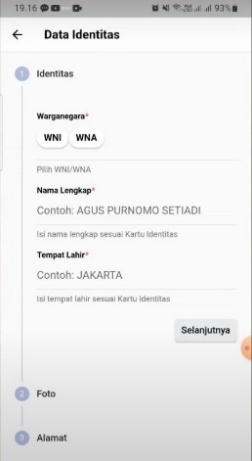 19.16 93%
Data Identitas
1 Identitas
Warganegara*
WNI WNA
Pilih WNI/WNA
Nama Lengkap*
Contoh: AGUS PURNOMO SETIADI
Isi nama lengkap sesuai Kartu Identitas
Tempat Lahir*
Contoh: JAKARTA
Isi tempat lahir sesuai Kartu Identitas
Selanjutnya
2 Foto
3 Alamat